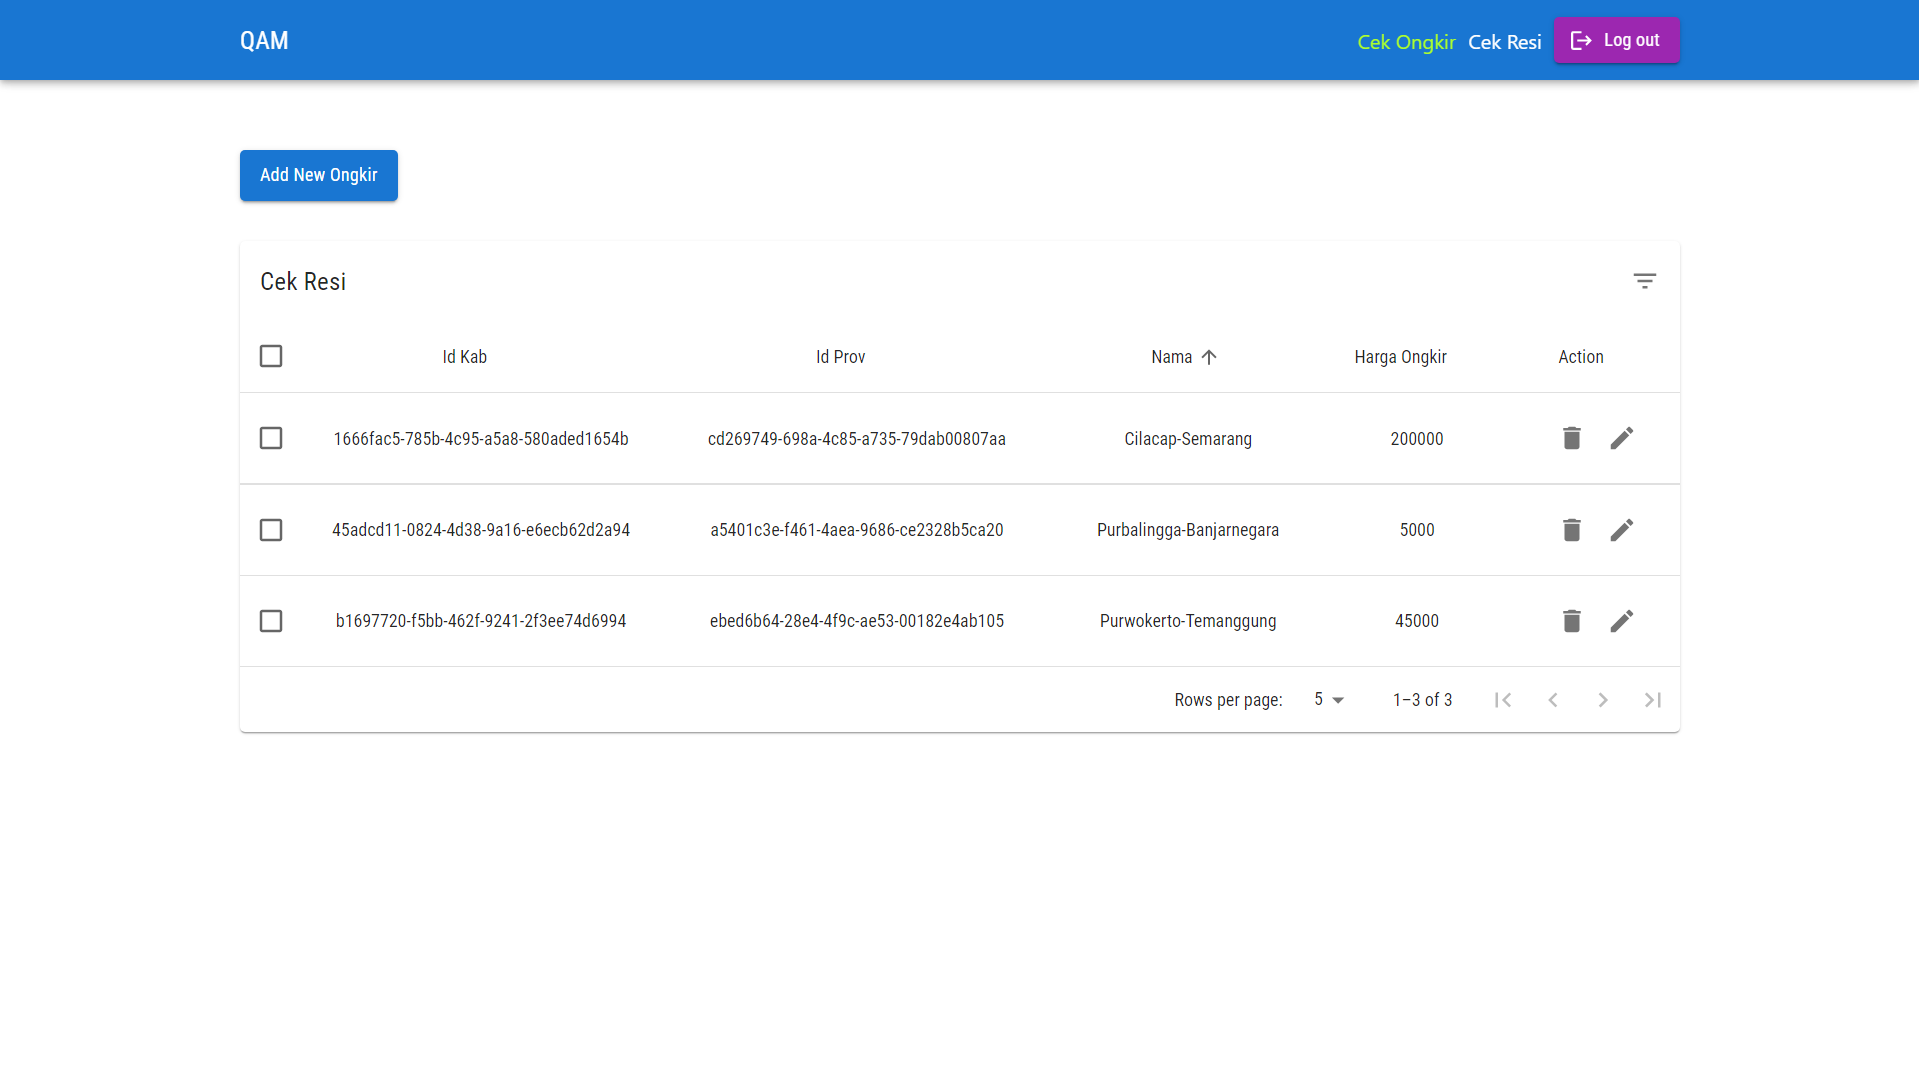 QAM Cek Ongkir Cek Resi Log out
Add New Ongkir
Cek Resi
Id Kab Id Prov Nama Harga Ongkir Action
1666fac5-785b-4c95-a5a8-580aded1654b cd269749-698a-4c85-a735-79dab00807aa Cilacap-Semarang 200000
45adcd11-0824-4d38-9a16-e6ecb62d2a94 a5401c3e-f461-4aea-9686-ce2328b5ca20 Purbalingga-Banjarnegara 5000
b1697720-f5bb-462f-9241-2f3ee74d6994 ebed6b64-28e4-4f9c-ae53-00182e4ab105 Purwokerto-Temanggung 45000
Rows per page: 5 1–3 of 3